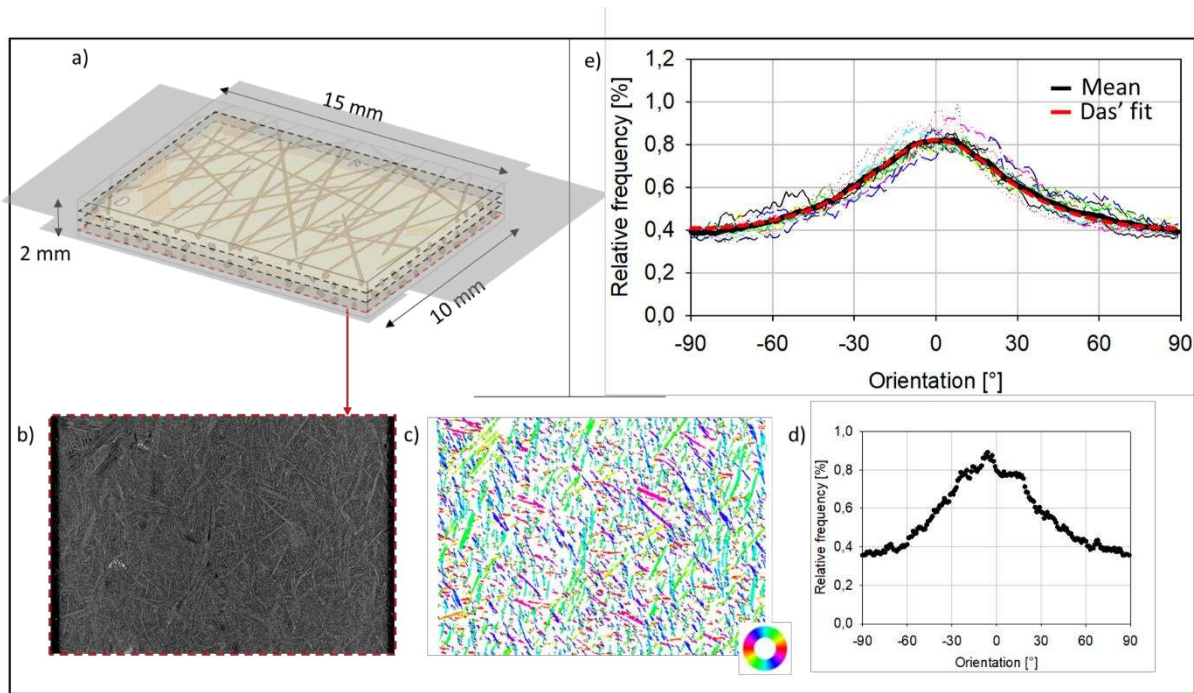 a)
15 mm
2 mm
10 mm
e)
Relative frequency [%]
1,2
1,0
0,8
0,6
0,4
0,2
0,0
Mean
Das' fit
-90 -60 -30 0 30 60 90
Orientation [°]
b)
c)
d)
Relative frequency [%]
1,0
0,8
0,6
0,4
0,2
0,0
-90 -60 -30 0 30 60 90
Orientation [°]